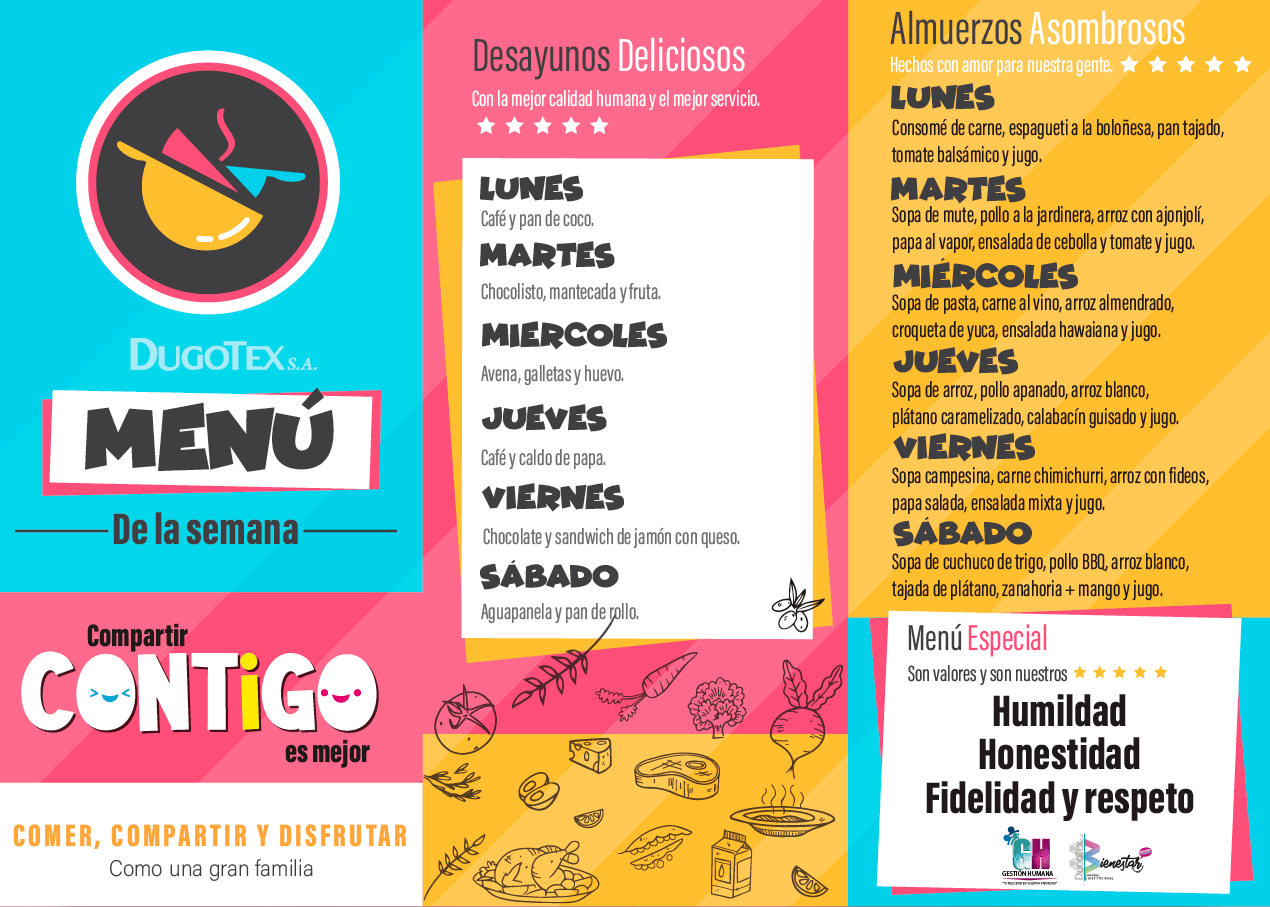 DUGOTEX S.A.
MENÚ
De la semana
Compartir
CONTiGO
es mejor
COMER, COMPARTIR Y DISFRUTAR
Como una gran familia
Desayunos Deliciosos
Con la mejor calidad humana y el mejor servicio.
LUNES
Café y pan de coco.
MARTES
Chocolisto, mantecada y fruta.
MIERCOLES
Avena, galletas y huevo.
JUEVES
Café y caldo de papa.
VIERNES
Chocolate y sandwich de jamón con queso.
SÁBADO
Aguapanela y pan de rollo.
Almuerzos Asombrosos
Hechos con amor para nuestra gente.
LUNES
Consomé de carne, espagueti a la boloñesa, pan tajado,
tomate balsámico y jugo.
MARTES
Sopa de mute, pollo a la jardinera, arroz con ajonjolí,
papa al vapor, ensalada de cebolla y tomate y jugo.
MIÉRCOLES
Sopa de pasta, carne al vino, arroz almendrado,
croqueta de yuca, ensalada hawaiana y jugo.
JUEVES
Sopa de arroz, pollo apanado, arroz blanco,
plátano caramelizado, calabacín guisado y jugo.
VIERNES
Sopa campesina, carne chimichurri, arroz con fideos,
papa salada, ensalada mixta y jugo.
SÁBADO
Sopa de cuchuco de trigo, pollo BBQ, arroz blanco,
tajada de plátano, zanahoria + mango y jugo.
Menú Especial
Son valores y son nuestros
Humildad
Honestidad
Fidelidad y respeto
GH
GESTIÓN HUMANA
"TU FELICIDAD ES NUESTRA PRIORIDAD"
DUGOTEX
Bienestar
INSTITUCIONAL